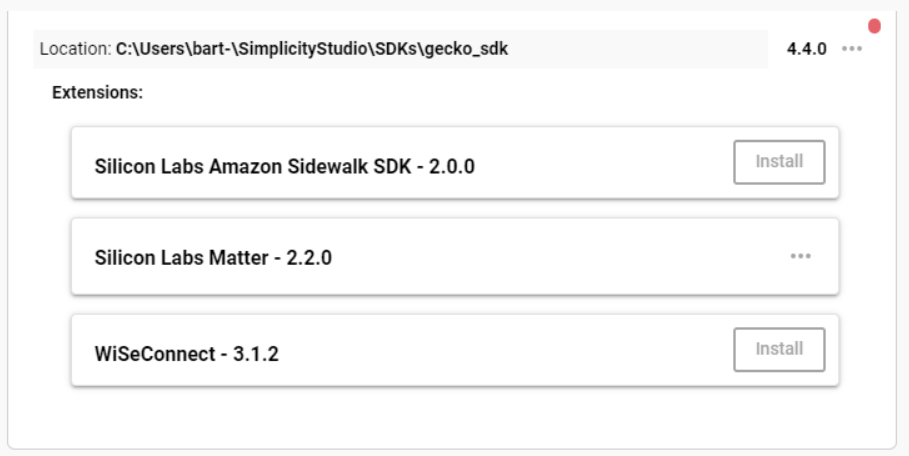 Location: C:\Users\bart-\SimplicityStudio\SDKs\gecko_sdk 4.4.0 •••
Extensions:
Silicon Labs Amazon Sidewalk SDK - 2.0.0 Install
Silicon Labs Matter - 2.2.0 •••
WiSeConnect - 3.1.2 Install